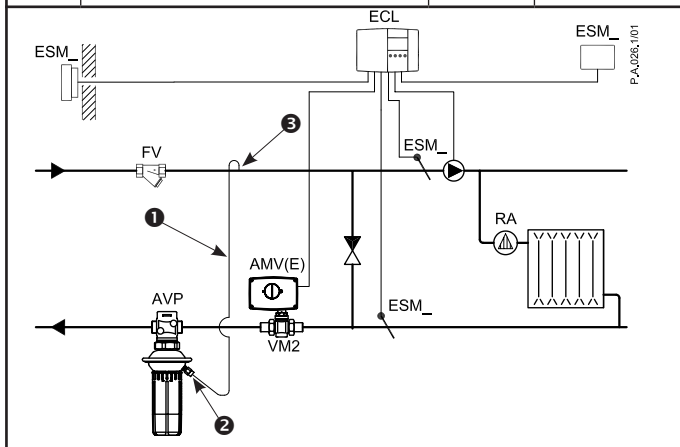 ECL
ESM_
ESM_
P.A.026.1/01
❸
FV
ESM_
❶
RA
AMV(E)
AVP
ESM_
VM2
❷